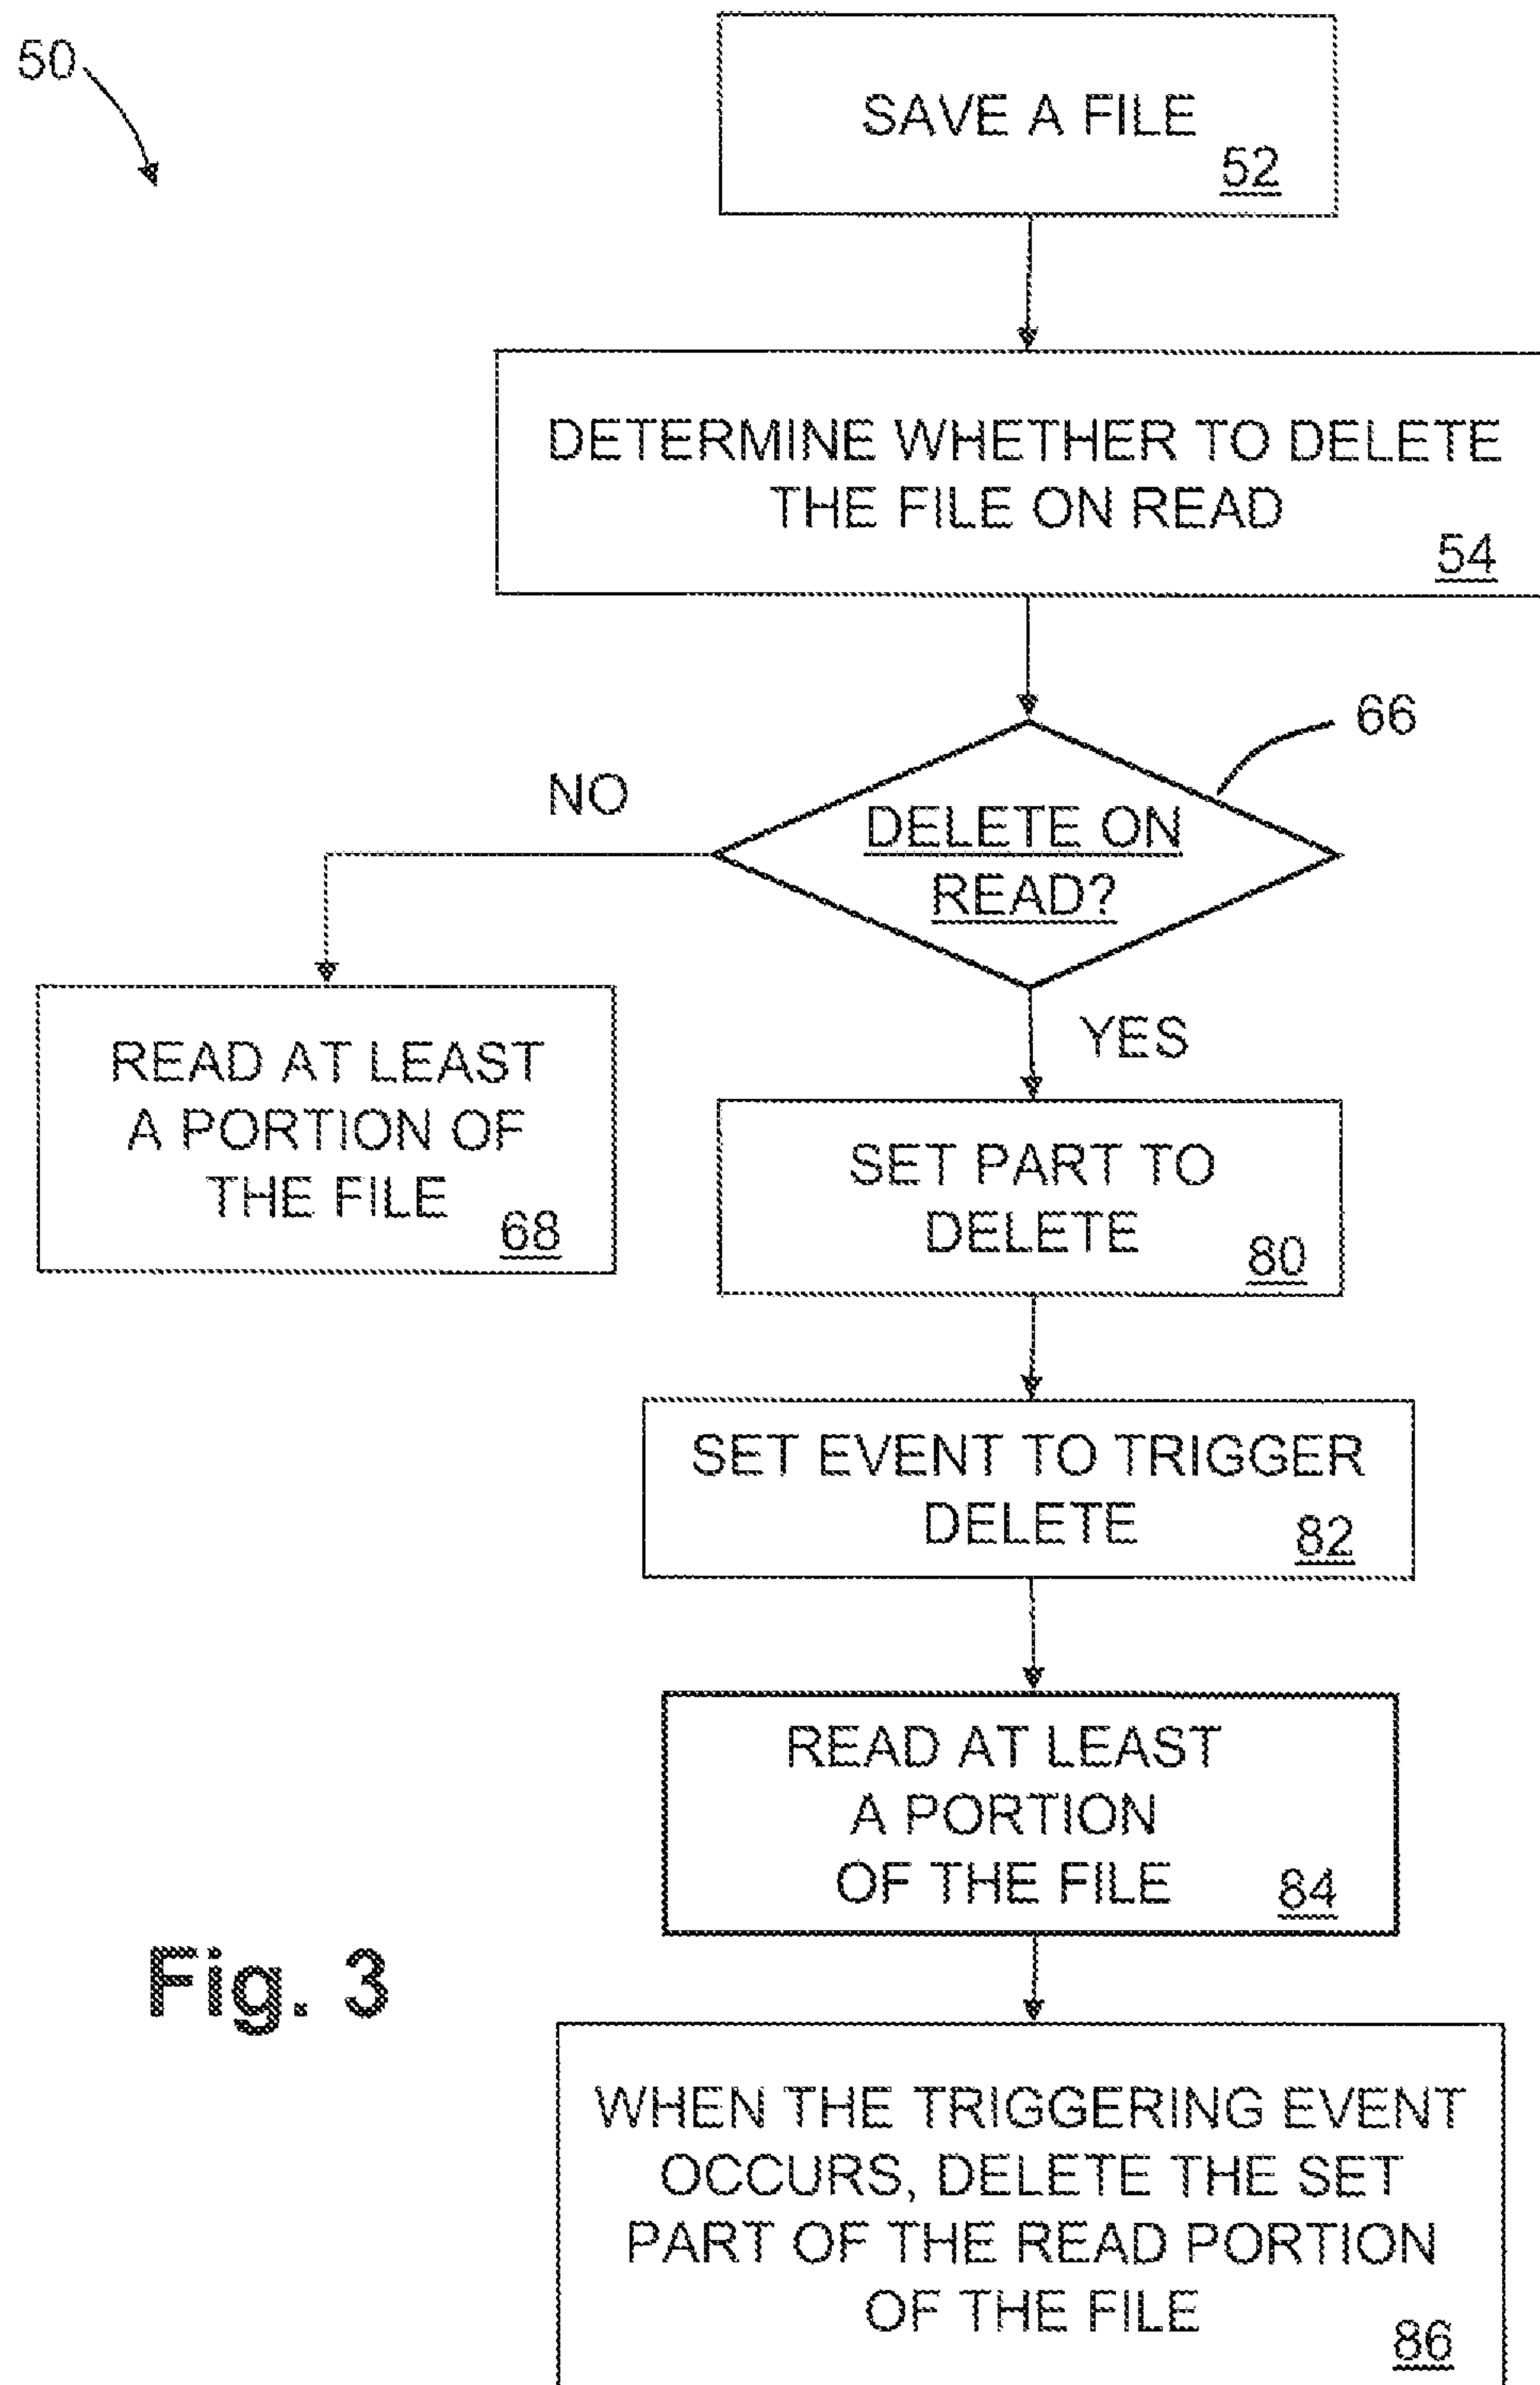 50
SAVE A FILE
52
DETERMINE WHETHER TO DELETE
THE FILE ON READ
54
66
NO
DELETE ON
READ?
YES
READ AT LEAST
A PORTION OF
THE FILE
68
SET PART TO
DELETE
80
SET EVENT TO TRIGGER
DELETE
82
READ AT LEAST
A PORTION
OF THE FILE
84
Fig. 3
WHEN THE TRIGGERING EVENT
OCCURS, DELETE THE SET
PART OF THE READ PORTION
OF THE FILE
86